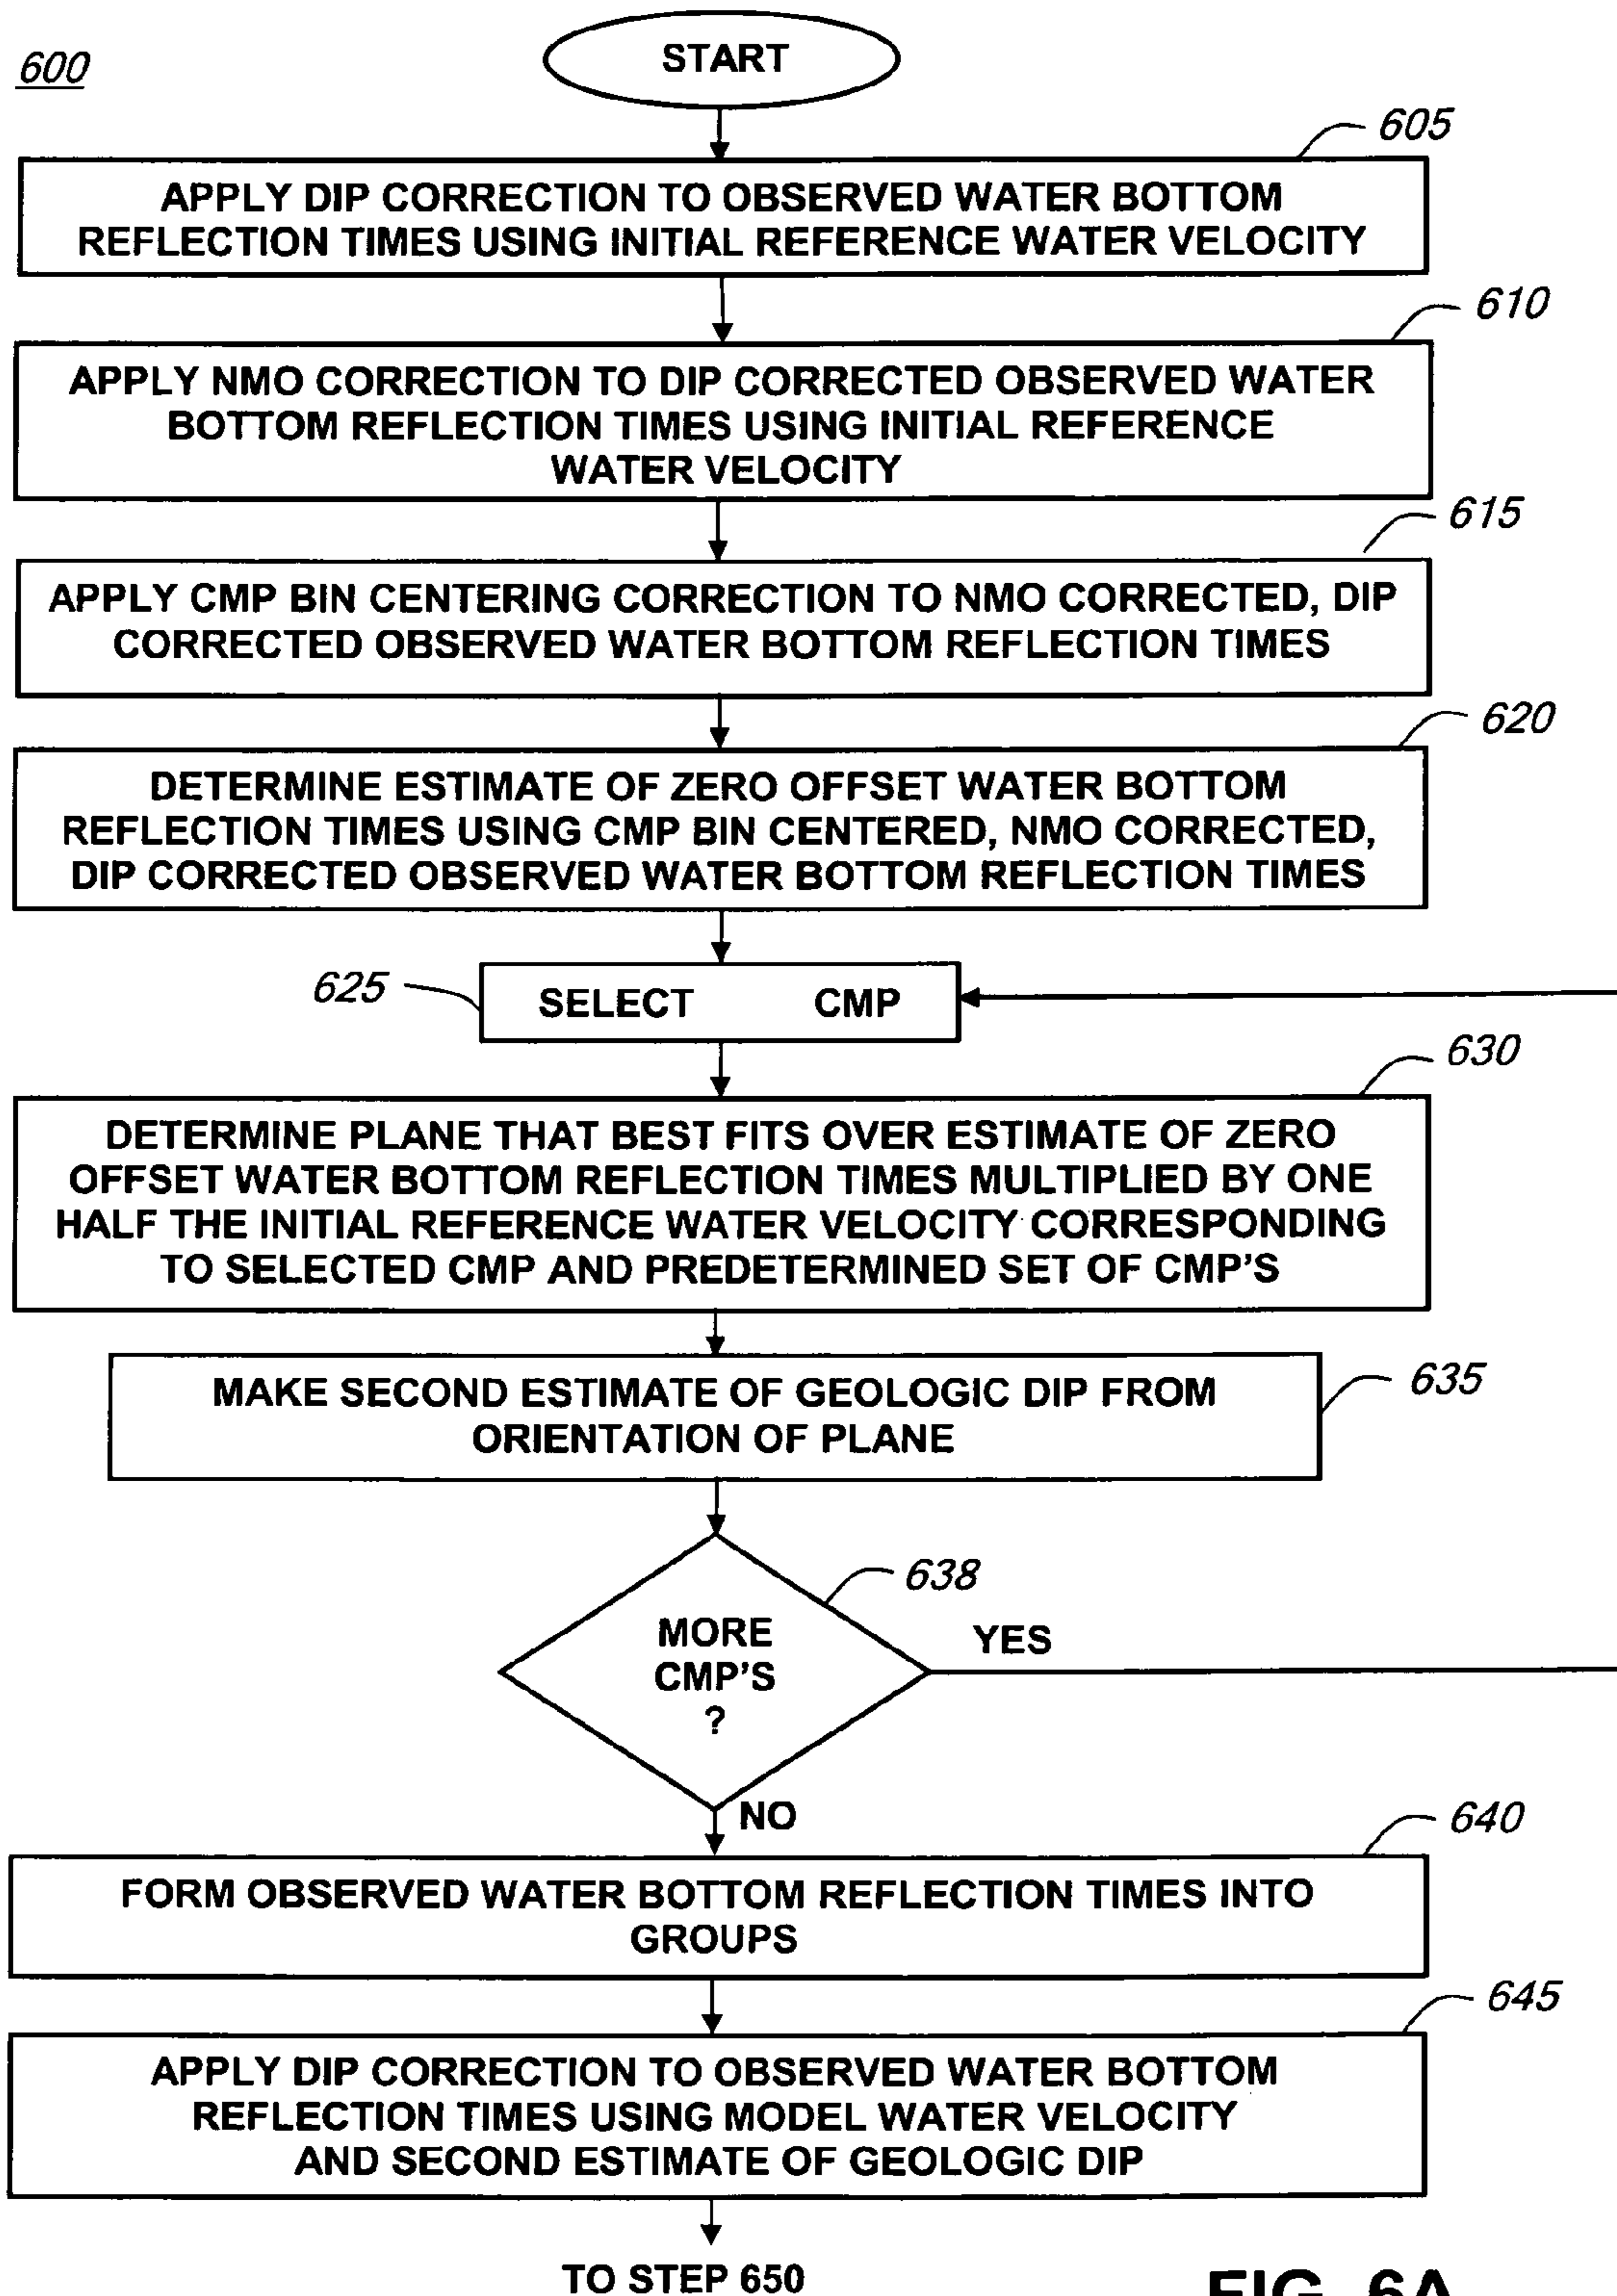 600
START
605
APPLY DIP CORRECTION TO OBSERVED WATER BOTTOM
REFLECTION TIMES USING INITIAL REFERENCE WATER VELOCITY
610
APPLY NMO CORRECTION TO DIP CORRECTED OBSERVED WATER
BOTTOM REFLECTION TIMES USING INITIAL REFERENCE
WATER VELOCITY
615
APPLY CMP BIN CENTERING CORRECTION TO NMO CORRECTED, DIP
CORRECTED OBSERVED WATER BOTTOM REFLECTION TIMES
620
DETERMINE ESTIMATE OF ZERO OFFSET WATER BOTTOM
REFLECTION TIMES USING CMP BIN CENTERED, NMO CORRECTED,
DIP CORRECTED OBSERVED WATER BOTTOM REFLECTION TIMES
625
SELECT CMP
630
DETERMINE PLANE THAT BEST FITS OVER ESTIMATE OF ZERO
OFFSET WATER BOTTOM REFLECTION TIMES MULTIPLIED BY ONE
HALF THE INITIAL REFERENCE WATER VELOCITY CORRESPONDING
TO SELECTED CMP AND PREDETERMINED SET OF CMP'S
635
MAKE SECOND ESTIMATE OF GEOLOGIC DIP FROM
ORIENTATION OF PLANE
638
MORE
CMP'S
?
YES
NO
640
FORM OBSERVED WATER BOTTOM REFLECTION TIMES INTO
GROUPS
645
APPLY DIP CORRECTION TO OBSERVED WATER BOTTOM
REFLECTION TIMES USING MODEL WATER VELOCITY
AND SECOND ESTIMATE OF GEOLOGIC DIP
TO STEP 650
FIG. 6A